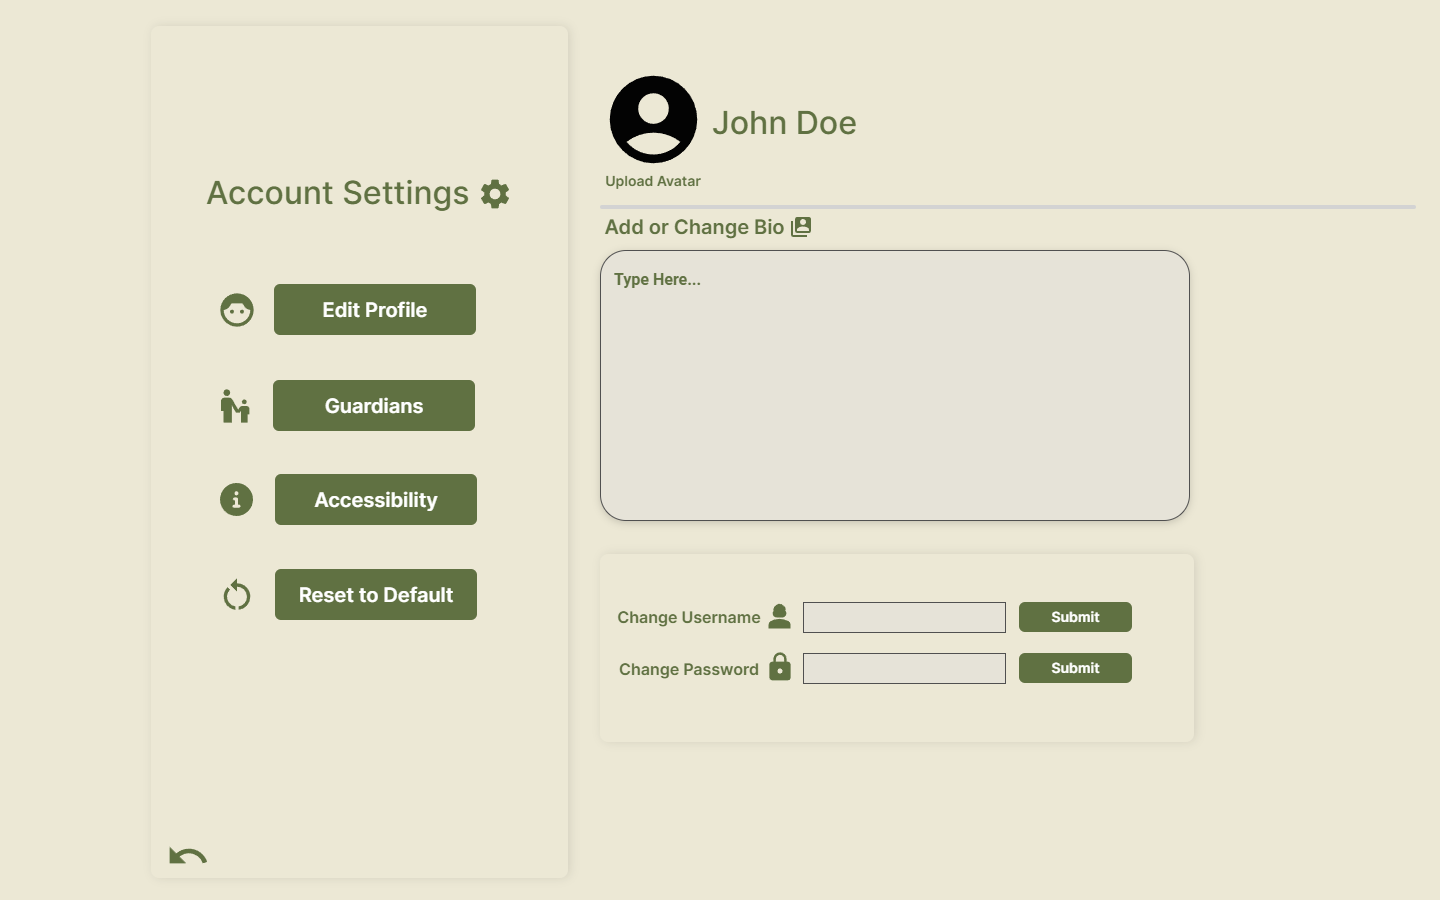 Account Settings
Edit Profile
Guardians
Accessibility
Reset to Default
John Doe
Upload Avatar
Add or Change Bio
Type Here...
Change Username
Submit
Change Password
Submit